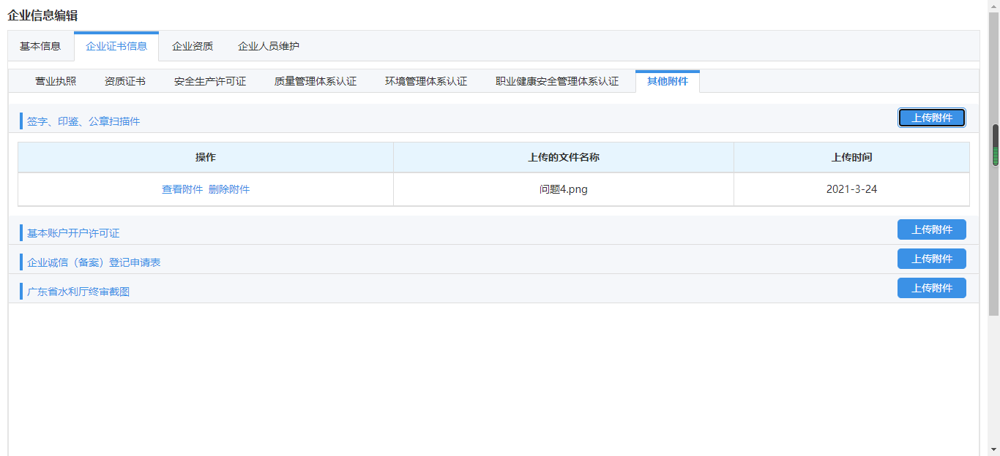 企业信息编辑
基本信息 企业证书信息 企业资质 企业人员维护
营业执照 资质证书 安全生产许可证 质量管理体系认证 环境管理体系认证 职业健康安全管理体系认证 其他附件
签字、印鉴、公章扫描件 上传附件
操作 上传的文件名称 上传时间
查看附件 删除附件 问题4.png 2021-3-24
基本账户开户许可证 上传附件
企业诚信（备案）登记申请表 上传附件
广东省水利厅终审截图 上传附件